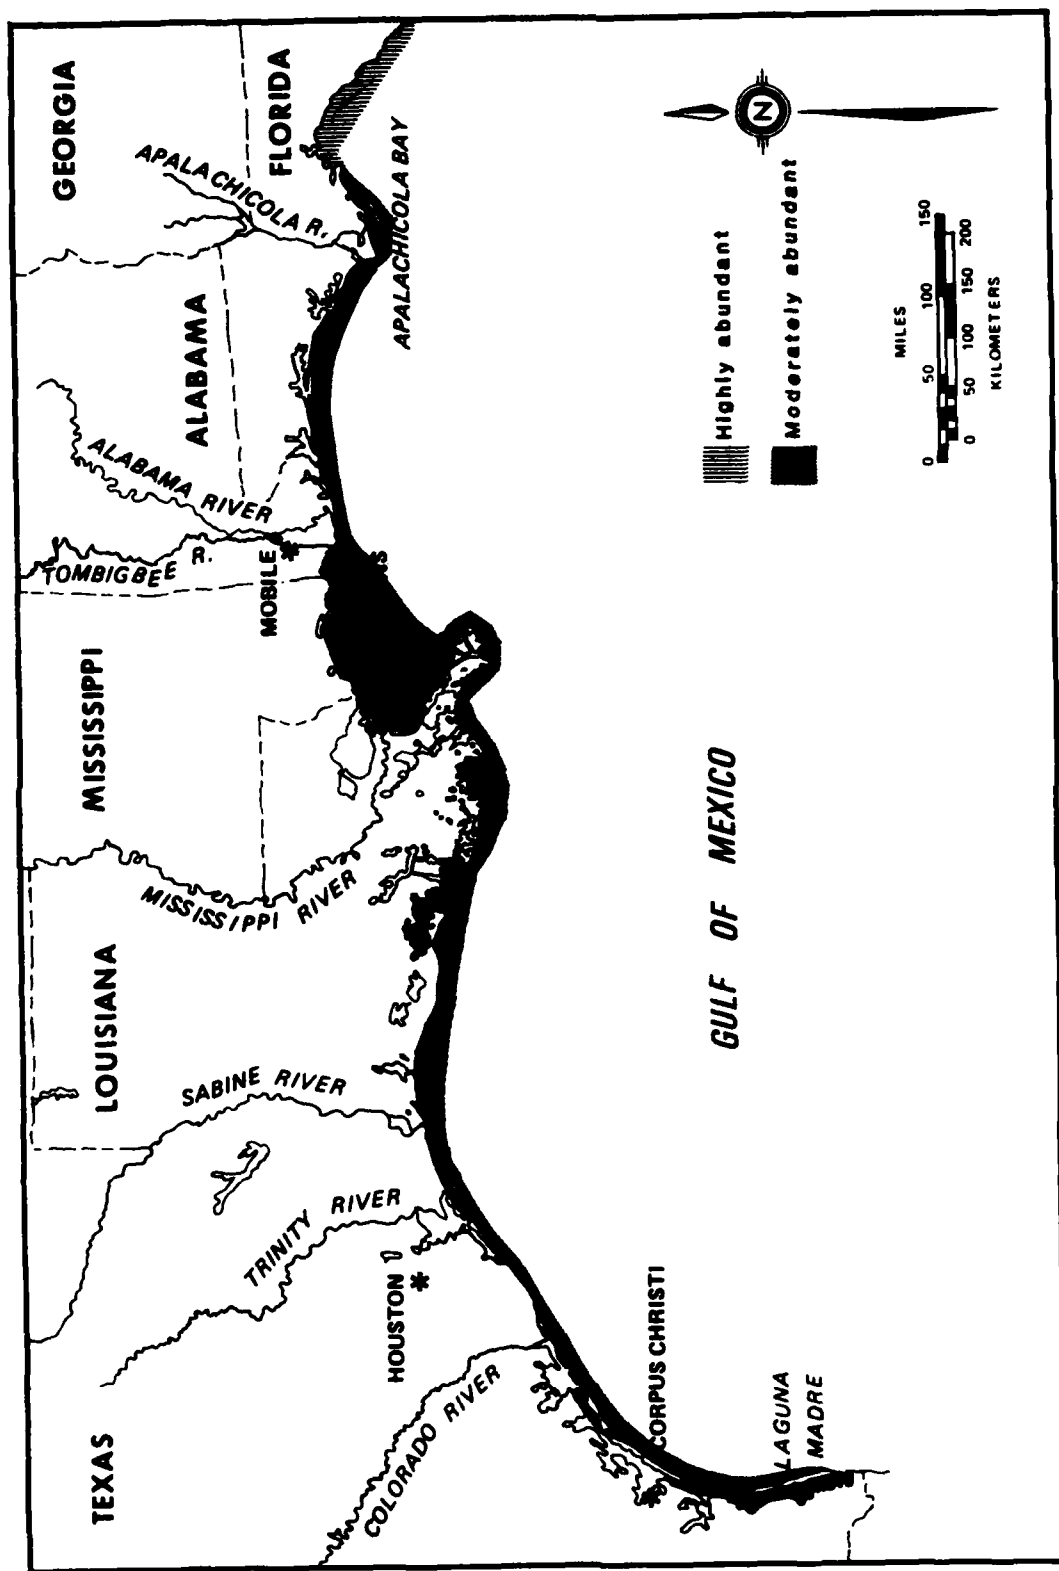 TEXAS
LOUISIANA
MISSISSIPPI
ALABAMA
GEORGIA
FLORIDA
COLORADO RIVER
TRINITY RIVER
SABINE RIVER
MISSISSIPPI RIVER
TOMBIGBEE R.
ALABAMA RIVER
APALACHICOLA R.
HOUSTON
MOBILE
CORPUS CHRISTI
LAGUNA
MADRE
APALACHICOLA BAY
GULF OF MEXICO
N
Highly abundant
Moderately abundant
MILES
0 50 100 150
0 50 100 150 200
KILOMETERS